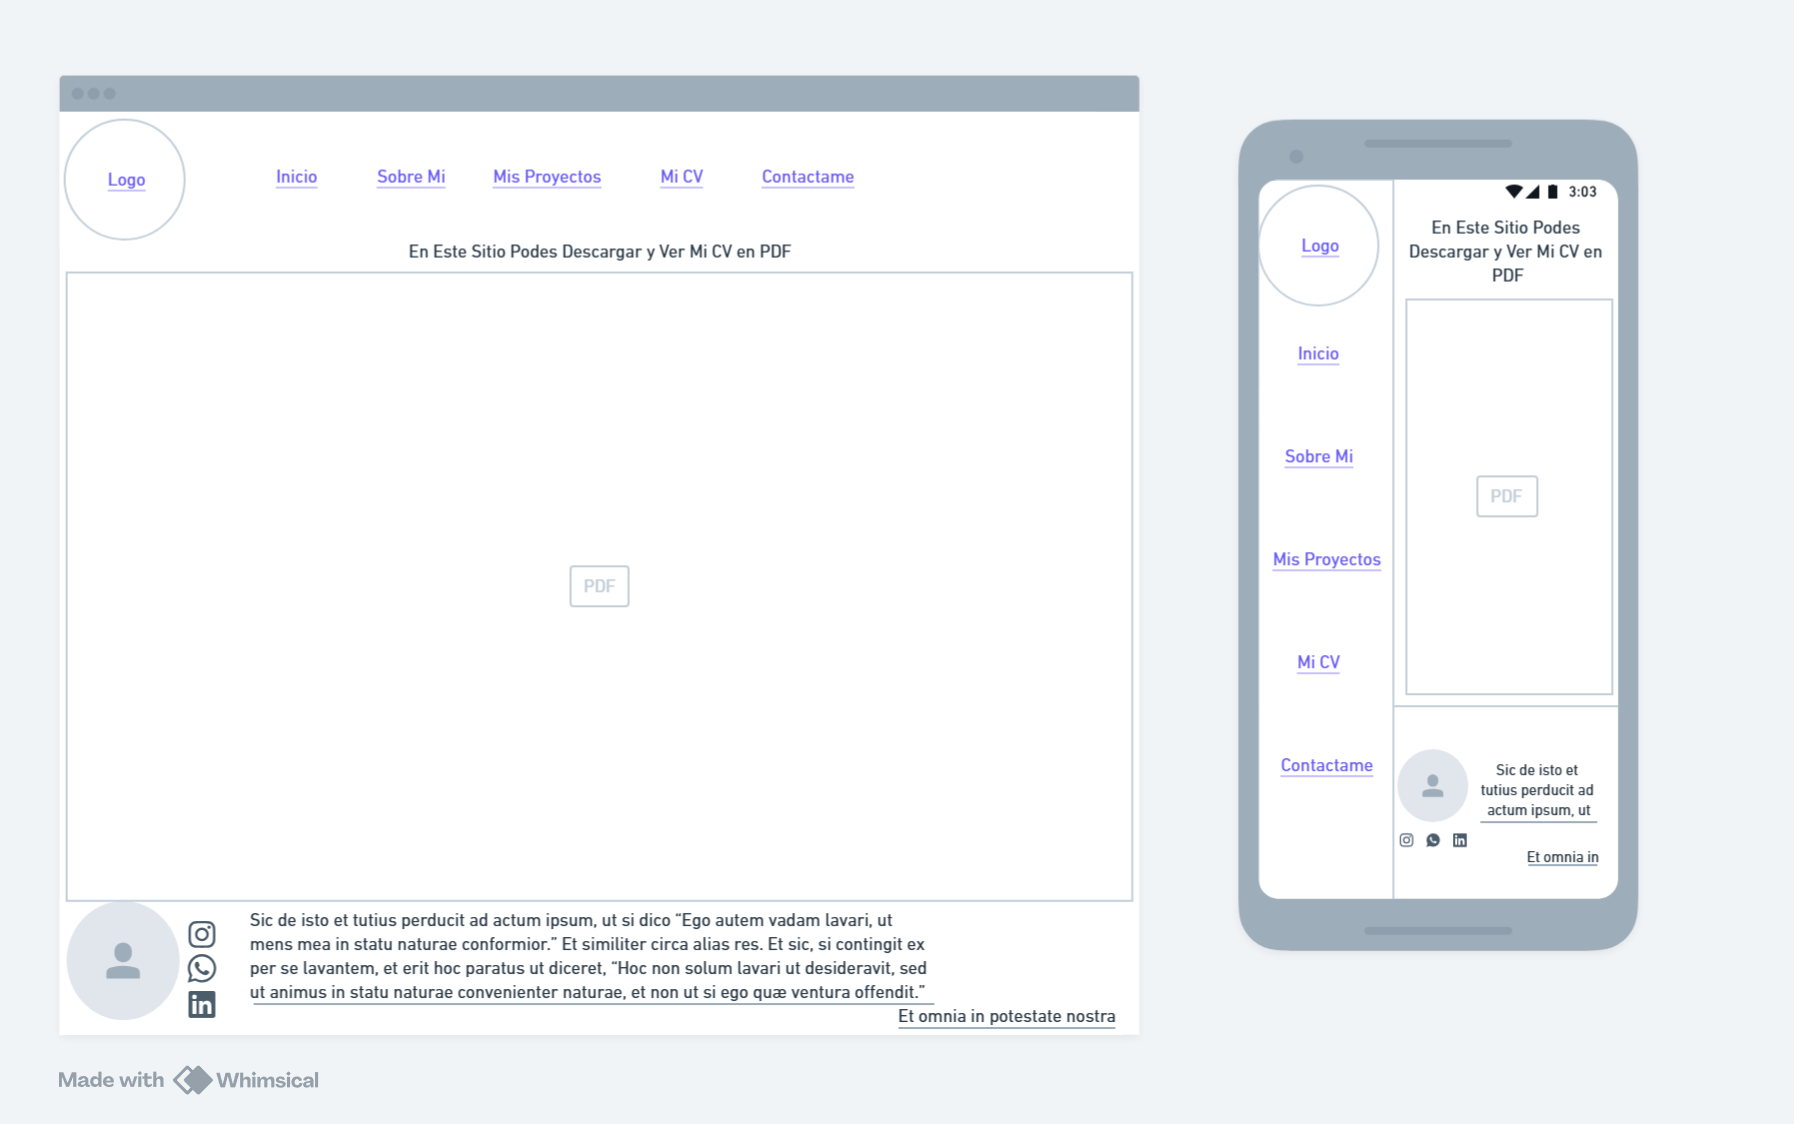 Logo
Inicio
Sobre Mi
Mis Proyectos
Mi CV
Contactame
En Este Sitio Podes Descargar y Ver Mi CV en PDF
PDF
Sic de isto et tutius perducit ad actum ipsum, ut si dico “Ego autem vadam lavari, ut
mens mea in statu naturae conformior.” Et similiter circa alias res. Et sic, si contingit ex
per se lavantem, et erit hoc paratus ut diceret, “Hoc non solum lavari ut desideravit, sed
ut animus in statu naturae convenienter naturae, et non ut si ego quæ ventura offendit.”
Et omnia in potestate nostra
in
3:03
Logo
Inicio
Sobre Mi
Mis Proyectos
Mi CV
Contactame
En Este Sitio Podes
Descargar y Ver Mi CV en
PDF
PDF
Sic de isto et
tutius perducit ad
actum ipsum, ut
Et omnia in
in
Made with Whimsical